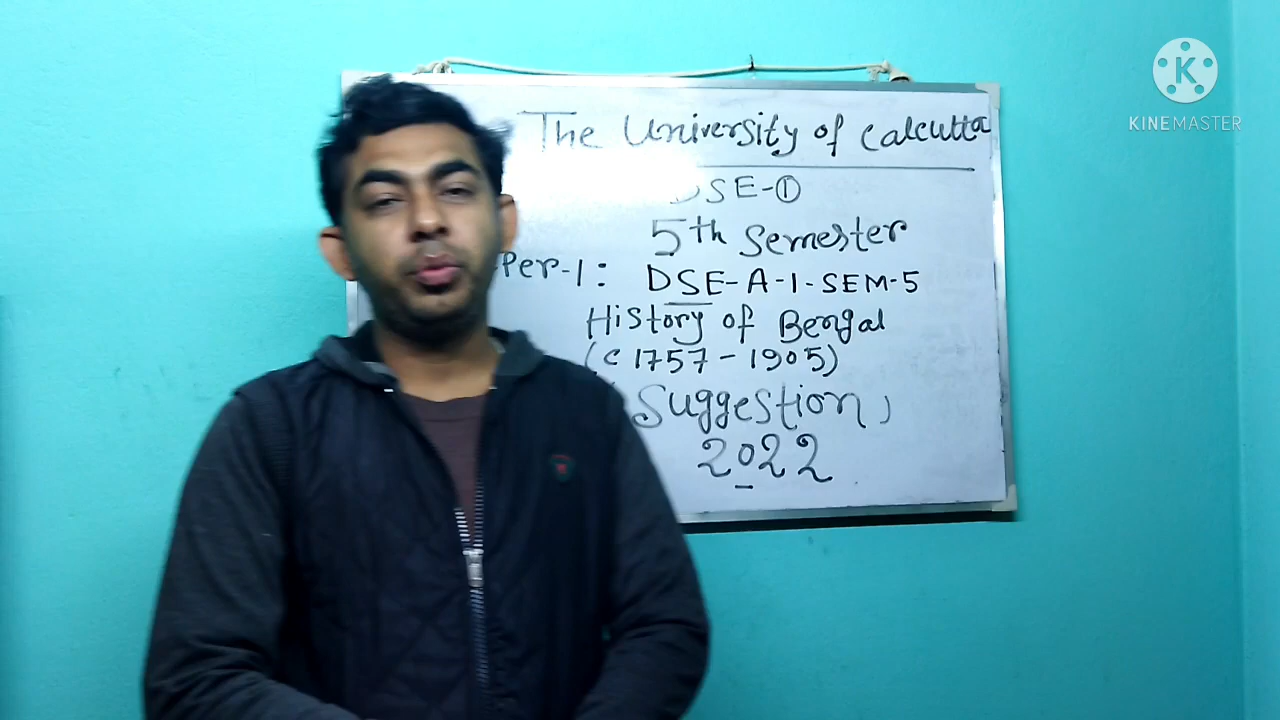 The University of Calcutta
DSE-①
5th Semester
Per-1: DSE-A-1-SEM-5
History of Bengal
(c 1757-1905)
Suggestion,
2022
KINEMASTER